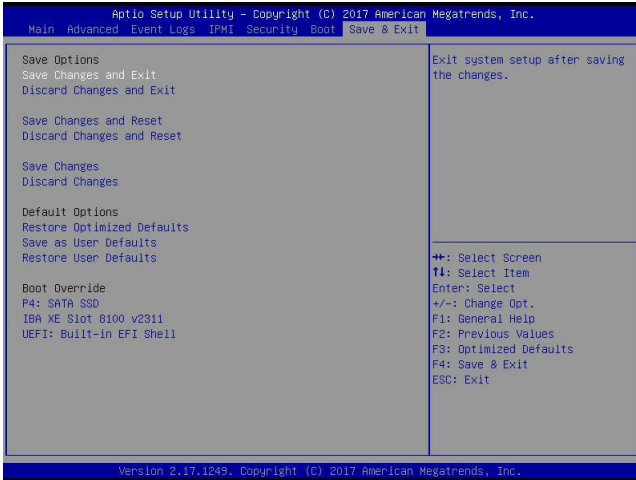 Aptio Setup Utility – Copyright (C) 2017 American Megatrends, Inc.
Main Advanced Event Logs IPMI Security Boot Save & Exit
Save Options
Save Changes and Exit
Discard Changes and Exit
Save Changes and Reset
Discard Changes and Reset
Save Changes
Discard Changes
Default Options
Restore Optimized Defaults
Save as User Defaults
Restore User Defaults
Boot Override
P4: SATA SSD
IBA XE Slot 8100 v2311
UEFI: Built-in EFI Shell
Exit system setup after saving
the changes.
→←: Select Screen
↑↓: Select Item
Enter: Select
+/-: Change Opt.
F1: General Help
F2: Previous Values
F3: Optimized Defaults
F4: Save & Exit
ESC: Exit
Version 2.17.1249. Copyright (C) 2017 American Megatrends, Inc.